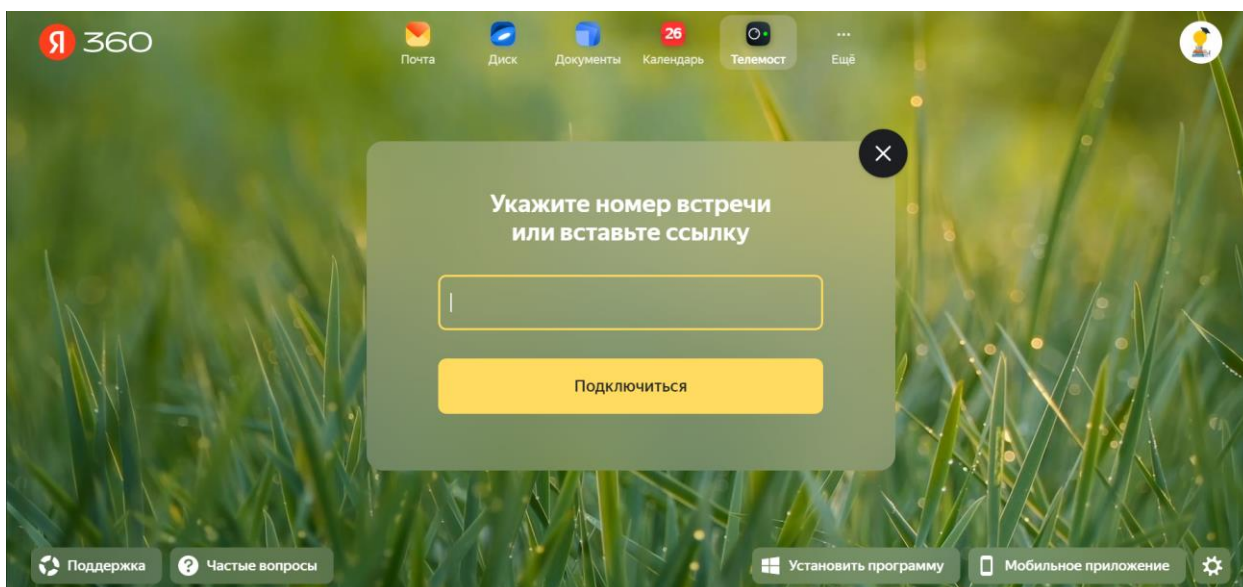 Я 360
Почта
Диск
Документы
26
Календарь
Телемост
Ещё
Укажите номер встречи
или вставьте ссылку
Подключиться
Поддержка
Частые вопросы
Установить программу
Мобильное приложение